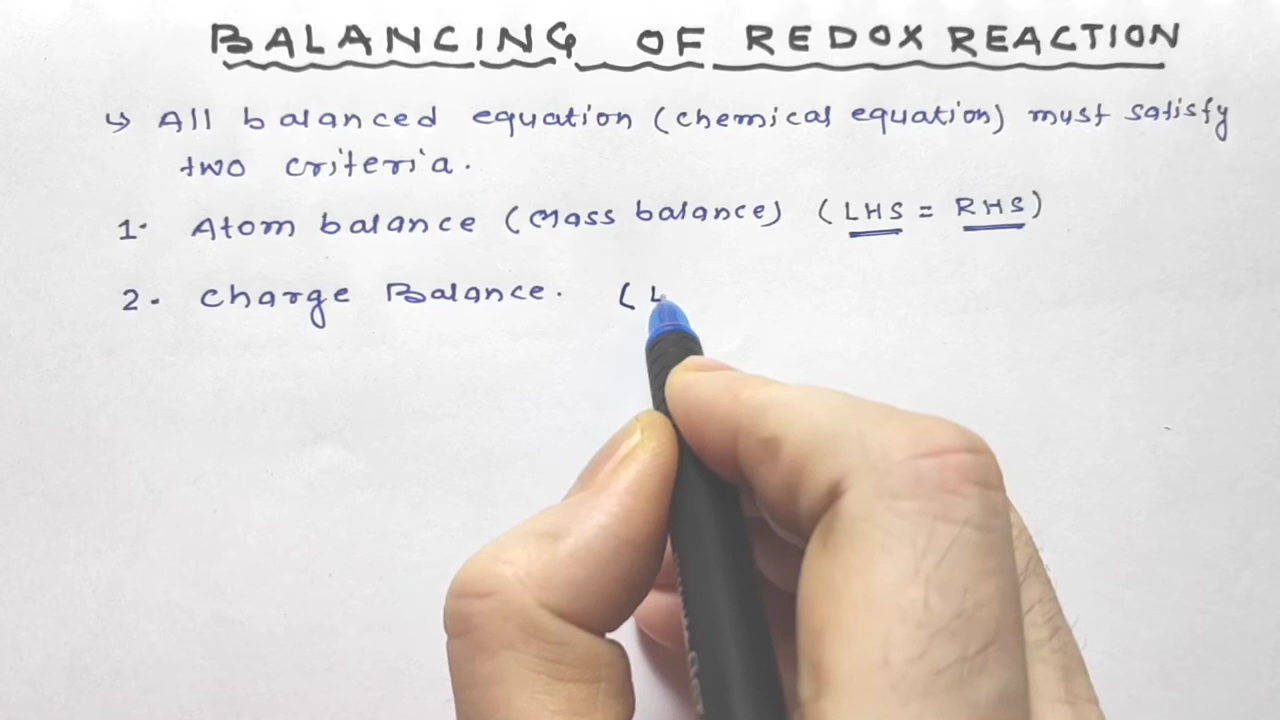 BALANCING OF REDOX REACTION
↳ All balanced equation (chemical equation) must satisfy
two criteria.
1. Atom balance (Mass balance) (LHS = RHS)
2. Charge Balance. (L